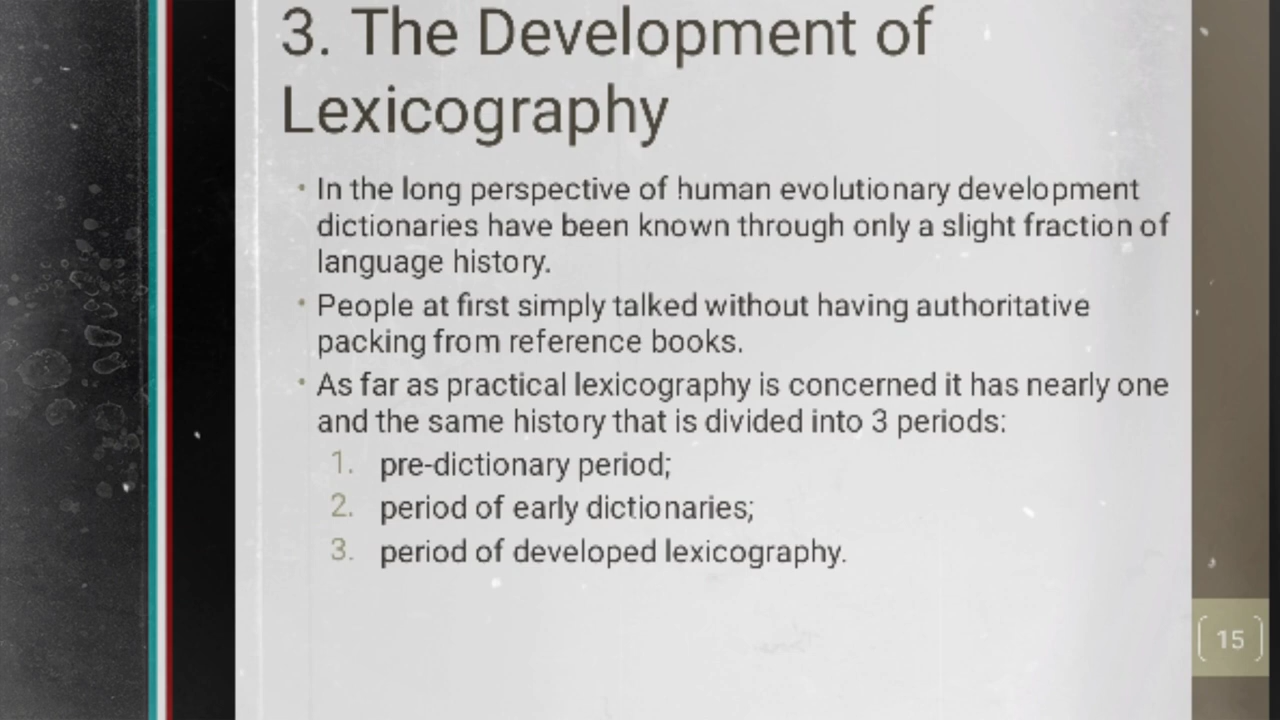 3. The Development of
Lexicography
• In the long perspective of human evolutionary development
dictionaries have been known through only a slight fraction of
language history.
• People at first simply talked without having authoritative
packing from reference books.
• As far as practical lexicography is concerned it has nearly one
and the same history that is divided into 3 periods:
1. pre-dictionary period;
2. period of early dictionaries;
3. period of developed lexicography.
15